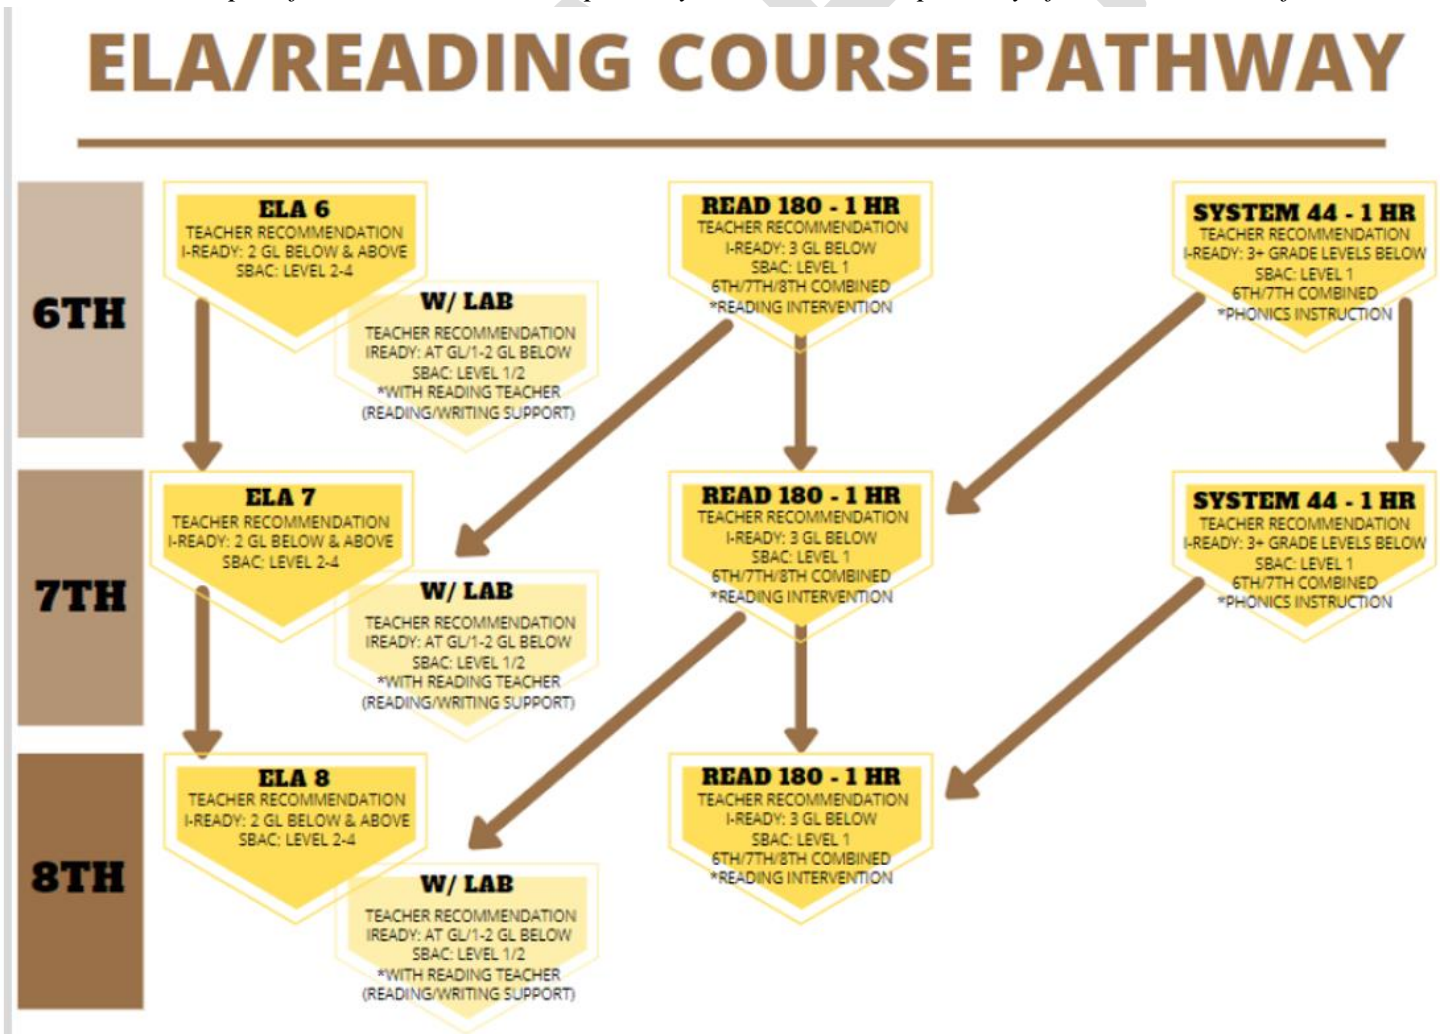 ELA/READING COURSE PATHWAY
6TH
ELA 6
TEACHER RECOMMENDATION
I-READY: 2 GL BELOW & ABOVE
SBAC: LEVEL 2-4
W/ LAB
TEACHER RECOMMENDATION
IREADY: AT GL/1-2 GL BELOW
SBAC: LEVEL 1/2
*WITH READING TEACHER
(READING/WRITING SUPPORT)
READ 180 - 1 HR
TEACHER RECOMMENDATION
I-READY: 3 GL BELOW
SBAC: LEVEL 1
6TH/7TH/8TH COMBINED
*READING INTERVENTION
SYSTEM 44 - 1 HR
TEACHER RECOMMENDATION
I-READY: 3+ GRADE LEVELS BELOW
SBAC: LEVEL 1
6TH/7TH COMBINED
*PHONICS INSTRUCTION
7TH
ELA 7
TEACHER RECOMMENDATION
I-READY: 2 GL BELOW & ABOVE
SBAC; LEVEL 2-4
W/ LAB
TEACHER RECOMMENDATION
IREADY: AT GL/1-2 GL BELOW
SBAC: LEVEL 1/2
*WITH READING TEACHER
(READING/WRITING SUPPORT)
READ 180 - 1 HR
TEACHER RECOMMENDATION
I-READY: 3 GL BELOW
SBAC: LEVEL 1
6TH/7TH/8TH COMBINED
*READING INTERVENTION
SYSTEM 44 - 1 HR
TEACHER RECOMMENDATION
I-READY: 3+ GRADE LEVELS BELOW
SBAC: LEVEL 1
6TH/7TH COMBINED
*PHONICS INSTRUCTION
8TH
ELA 8
TEACHER RECOMMENDATION
I-READY: 2 GL BELOW & ABOVE
SBAC; LEVEL 2-4
W/ LAB
TEACHER RECOMMENDATION
IREADY: AT GL/1-2 GL BELOW
SBAC: LEVEL 1/2
*WITH READING TEACHER
(READING/WRITING SUPPORT)
READ 180 - 1 HR
TEACHER RECOMMENDATION
I-READY: 3 GL BELOW
SBAC: LEVEL 1
6TH/7TH/8TH COMBINED
*READING INTERVENTION